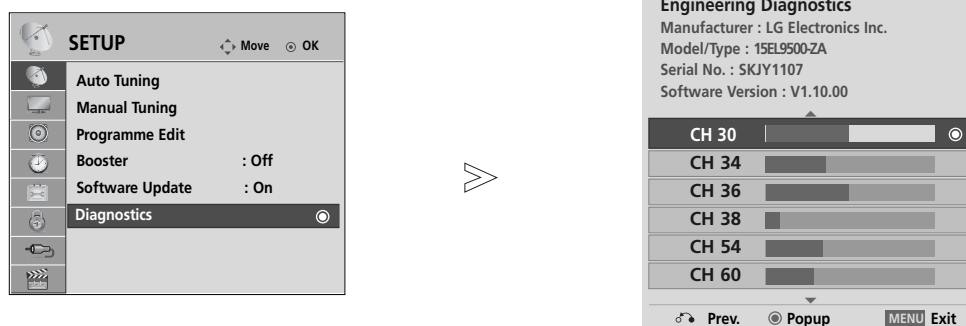 SETUP
Move OK
Auto Tuning
Manual Tuning
Programme Edit
Booster : Off
Software Update : On
Diagnostics
Engineering Diagnostics
Manufacturer : LG Electronics Inc.
Model/Type : 15EL9500-ZA
Serial No. : SKJY1107
Software Version : V1.10.00
CH 30
CH 34
CH 36
CH 38
CH 54
CH 60
Prev. Popup MENU Exit